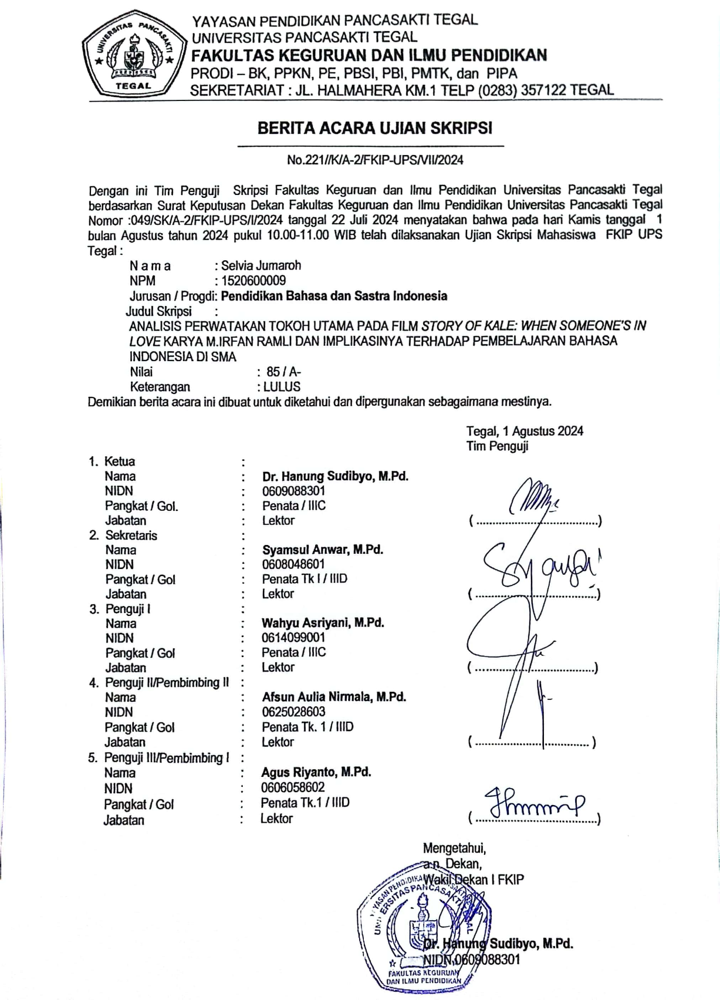 UNIVERSITAS PANCASAKTI
TEGAL
YAYASAN PENDIDIKAN PANCASAKTI TEGAL
UNIVERSITAS PANCASAKTI TEGAL
FAKULTAS KEGURUAN DAN ILMU PENDIDIKAN
PRODI – BK, PPKN, PE, PBSI, PBI, PMTK, dan PIPA
SEKRETARIAT : JL. HALMAHERA KM.1 TELP (0283) 357122 TEGAL
BERITA ACARA UJIAN SKRIPSI
No.221//K/A-2/FKIP-UPS/VII/2024
Dengan ini Tim Penguji Skripsi Fakultas Keguruan dan Ilmu Pendidikan Universitas Pancasakti Tegal
berdasarkan Surat Keputusan Dekan Fakultas Keguruan dan Ilmu Pendidikan Universitas Pancasakti Tegal
Nomor :049/SK/A-2/FKIP-UPS/I/2024 tanggal 22 Juli 2024 menyatakan bahwa pada hari Kamis tanggal 1
bulan Agustus tahun 2024 pukul 10.00-11.00 WIB telah dilaksanakan Ujian Skripsi Mahasiswa FKIP UPS
Tegal :
N a m a : Selvia Jumaroh
NPM : 1520600009
Jurusan / Progdi: Pendidikan Bahasa dan Sastra Indonesia
Judul Skripsi :
ANALISIS PERWATAKAN TOKOH UTAMA PADA FILM STORY OF KALE: WHEN SOMEONE'S IN
LOVE KARYA M.IRFAN RAMLI DAN IMPLIKASINYA TERHADAP PEMBELAJARAN BAHASA
INDONESIA DI SMA
Nilai : 85 / A-
Keterangan : LULUS
Demikian berita acara ini dibuat untuk diketahui dan dipergunakan sebagaimana mestinya.
Tegal, 1 Agustus 2024
Tim Penguji
1. Ketua :
Nama : Dr. Hanung Sudibyo, M.Pd.
NIDN : 0609088301
Pangkat / Gol. : Penata / IIIC
Jabatan : Lektor (......................................)
2. Sekretaris :
Nama : Syamsul Anwar, M.Pd.
NIDN : 0608048601
Pangkat / Gol : Penata Tk I / IIID
Jabatan : Lektor (......................................)
3. Penguji I :
Nama : Wahyu Asriyani, M.Pd.
NIDN : 0614099001
Pangkat / Gol : Penata / IIIC
Jabatan : Lektor (......................................)
4. Penguji II/Pembimbing II :
Nama : Afsun Aulia Nirmala, M.Pd.
NIDN : 0625028603
Pangkat / Gol : Penata Tk. 1 / IIID
Jabatan : Lektor (...................................... )
5. Penguji III/Pembimbing I :
Nama : Agus Riyanto, M.Pd.
NIDN : 0606058602
Pangkat / Gol : Penata Tk.1 / IIID
Jabatan : Lektor (......................................)
Mengetahui,
a.n. Dekan,
Wakil Dekan I FKIP
YAYASAN PENDIDIKAN PANCASAKTI TEGAL
UNIVERSITAS PANCASAKTI TEGAL
Dr. Hanung Sudibyo, M.Pd.
NIDN.0609088301
FAKULTAS KEGURUAN
DAN ILMU PENDIDIKAN